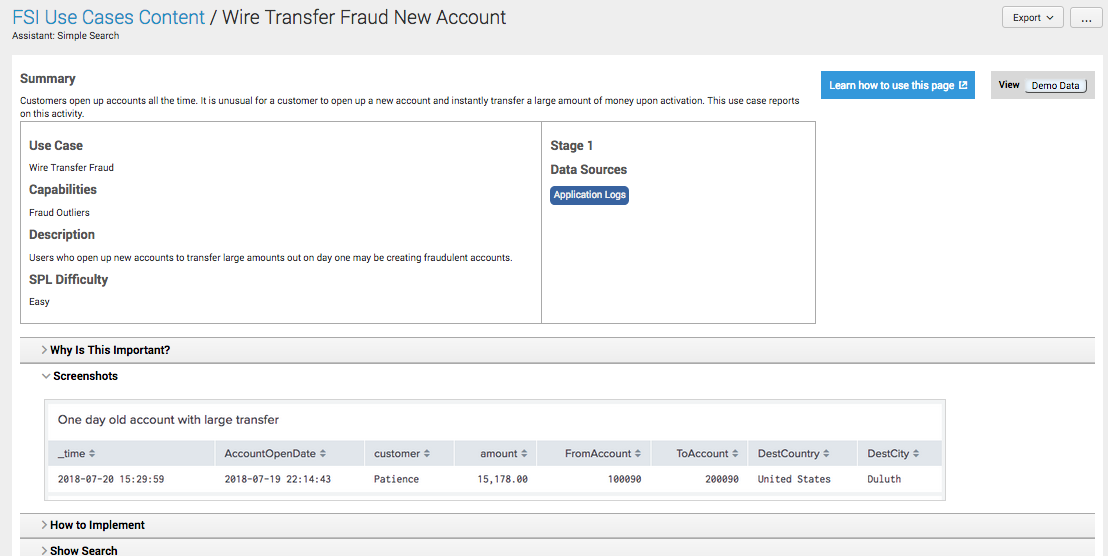 FSI Use Cases Content / Wire Transfer Fraud New Account
Export
...
Assistant: Simple Search
Summary
Learn how to use this page
View Demo Data
Customers open up accounts all the time. It is unusual for a customer to open up a new account and instantly transfer a large amount of money upon activation. This use case reports
on this activity.
Use Case
Wire Transfer Fraud
Capabilities
Fraud Outliers
Description
Users who open up new accounts to transfer large amounts out on day one may be creating fraudulent accounts.
SPL Difficulty
Easy
Stage 1
Data Sources
Application Logs
Why Is This Important?
Screenshots
One day old account with large transfer
_time AccountOpenDate customer amount FromAccount ToAccount DestCountry DestCity
2018-07-20 15:29:59 2018-07-19 22:14:43 Patience 15,178.00 100090 200090 United States Duluth
How to Implement
Show Search